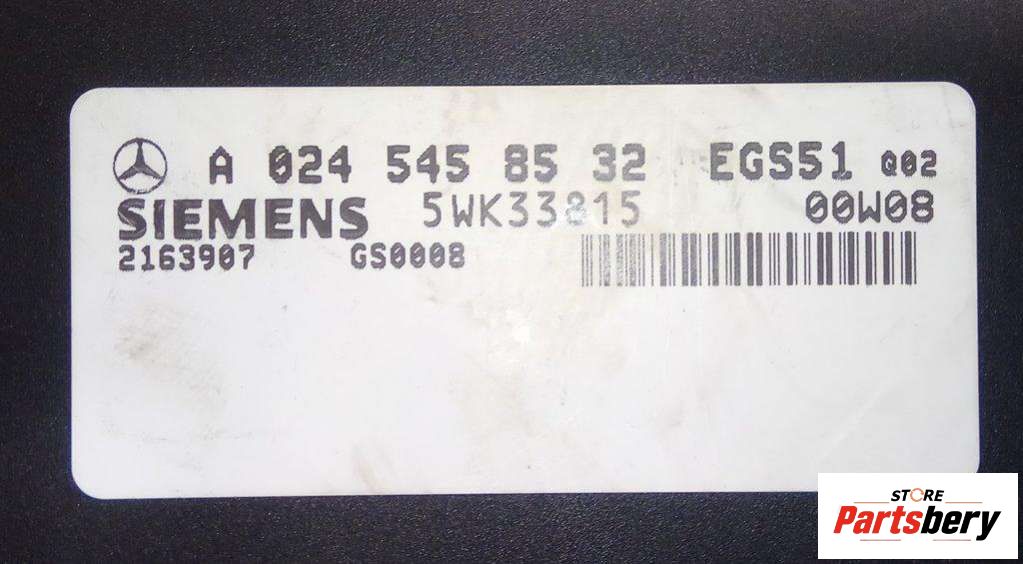 A 024 545 85 32 EGS51 Q02
SIEMENS 5WK33815 00W08
2163907 GS0008
STORE
Partsbery